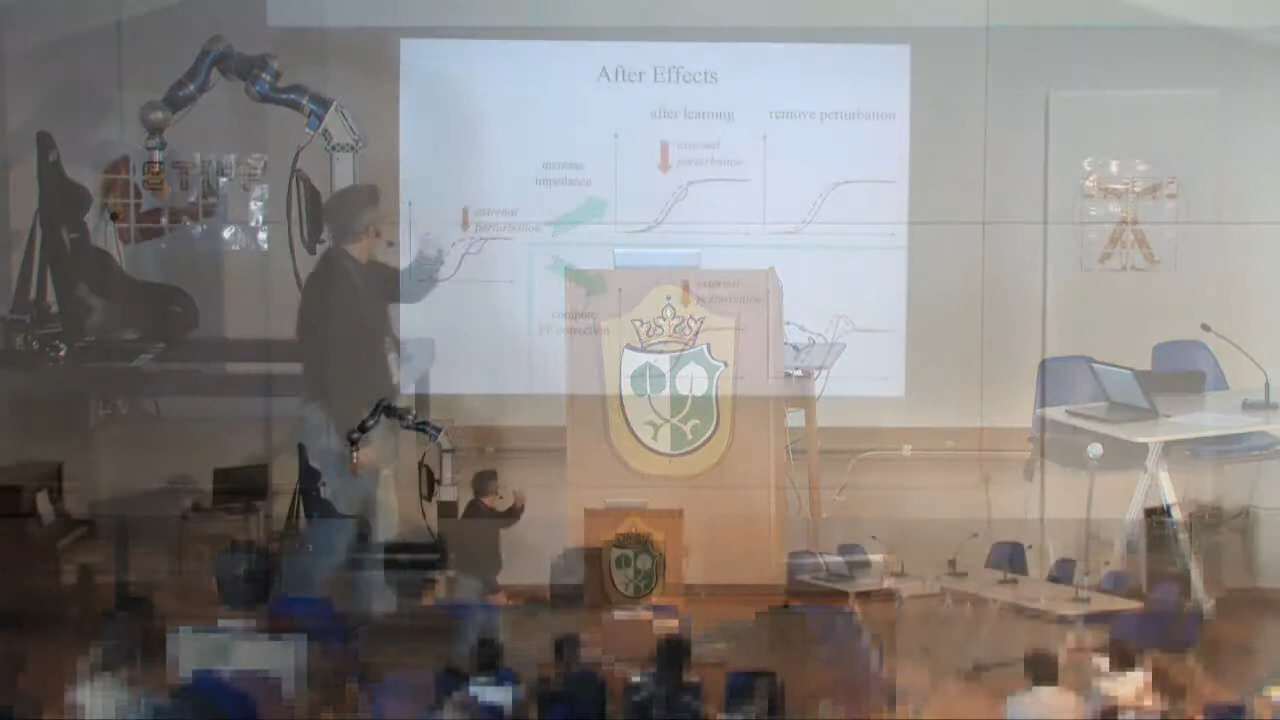 After Effects
after learning
remove perturbation
external
perturbation
increase
impedance
external
perturbation
external
perturbation
compute
FF correction